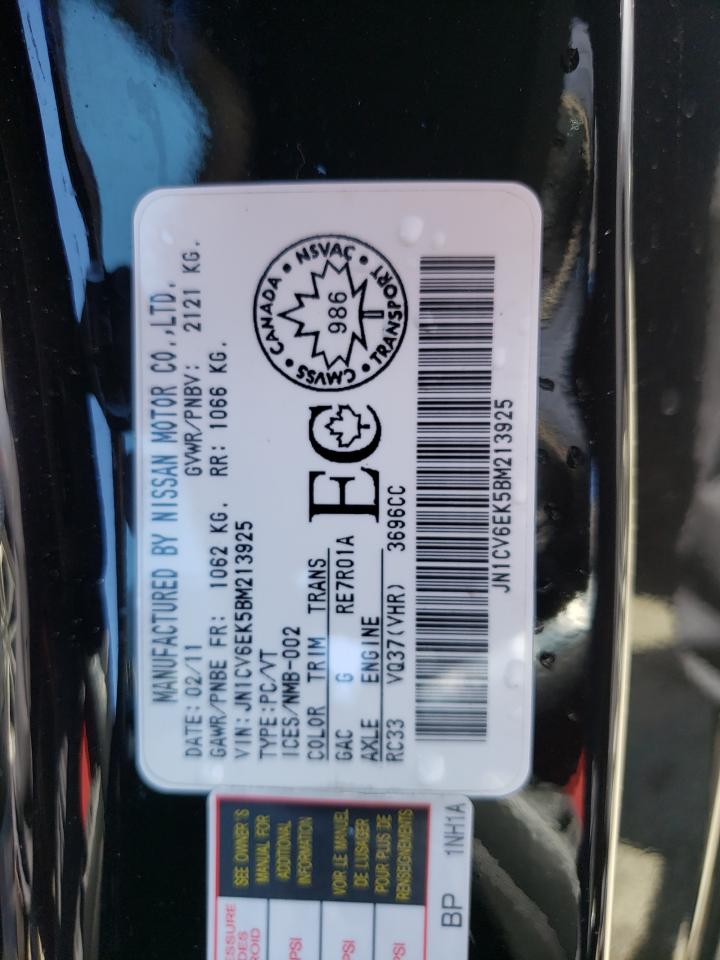 MANUFACTURED BY NISSAN MOTOR CO.,LTD.
DATE: 02/11 GVWR/PNBV: 2121 KG.
GAWR/PNBE FR: 1062 KG. RR: 1066 KG.
VIN: JN1CV6EK5BM213925
TYPE:PC/VT
ICES/NMB-002
COLOR TRIM TRANS
GAC G RE7R01A
AXLE ENGINE
RC33 VQ37(VHR) 3696CC
EC
CANADA • NSVAC • TRANSPORT • CMVSS •
986
JN1CV6EK5BM213925
SEE OWNER'S
MANUAL FOR
ADDITIONAL
INFORMATION
VOIR LE MANUEL
DE L'USAGER
POUR PLUS DE
RENSEIGNEMENTS
BP 1NH1A
ESSURE
DES
ROID
PSI
PSI
PSI